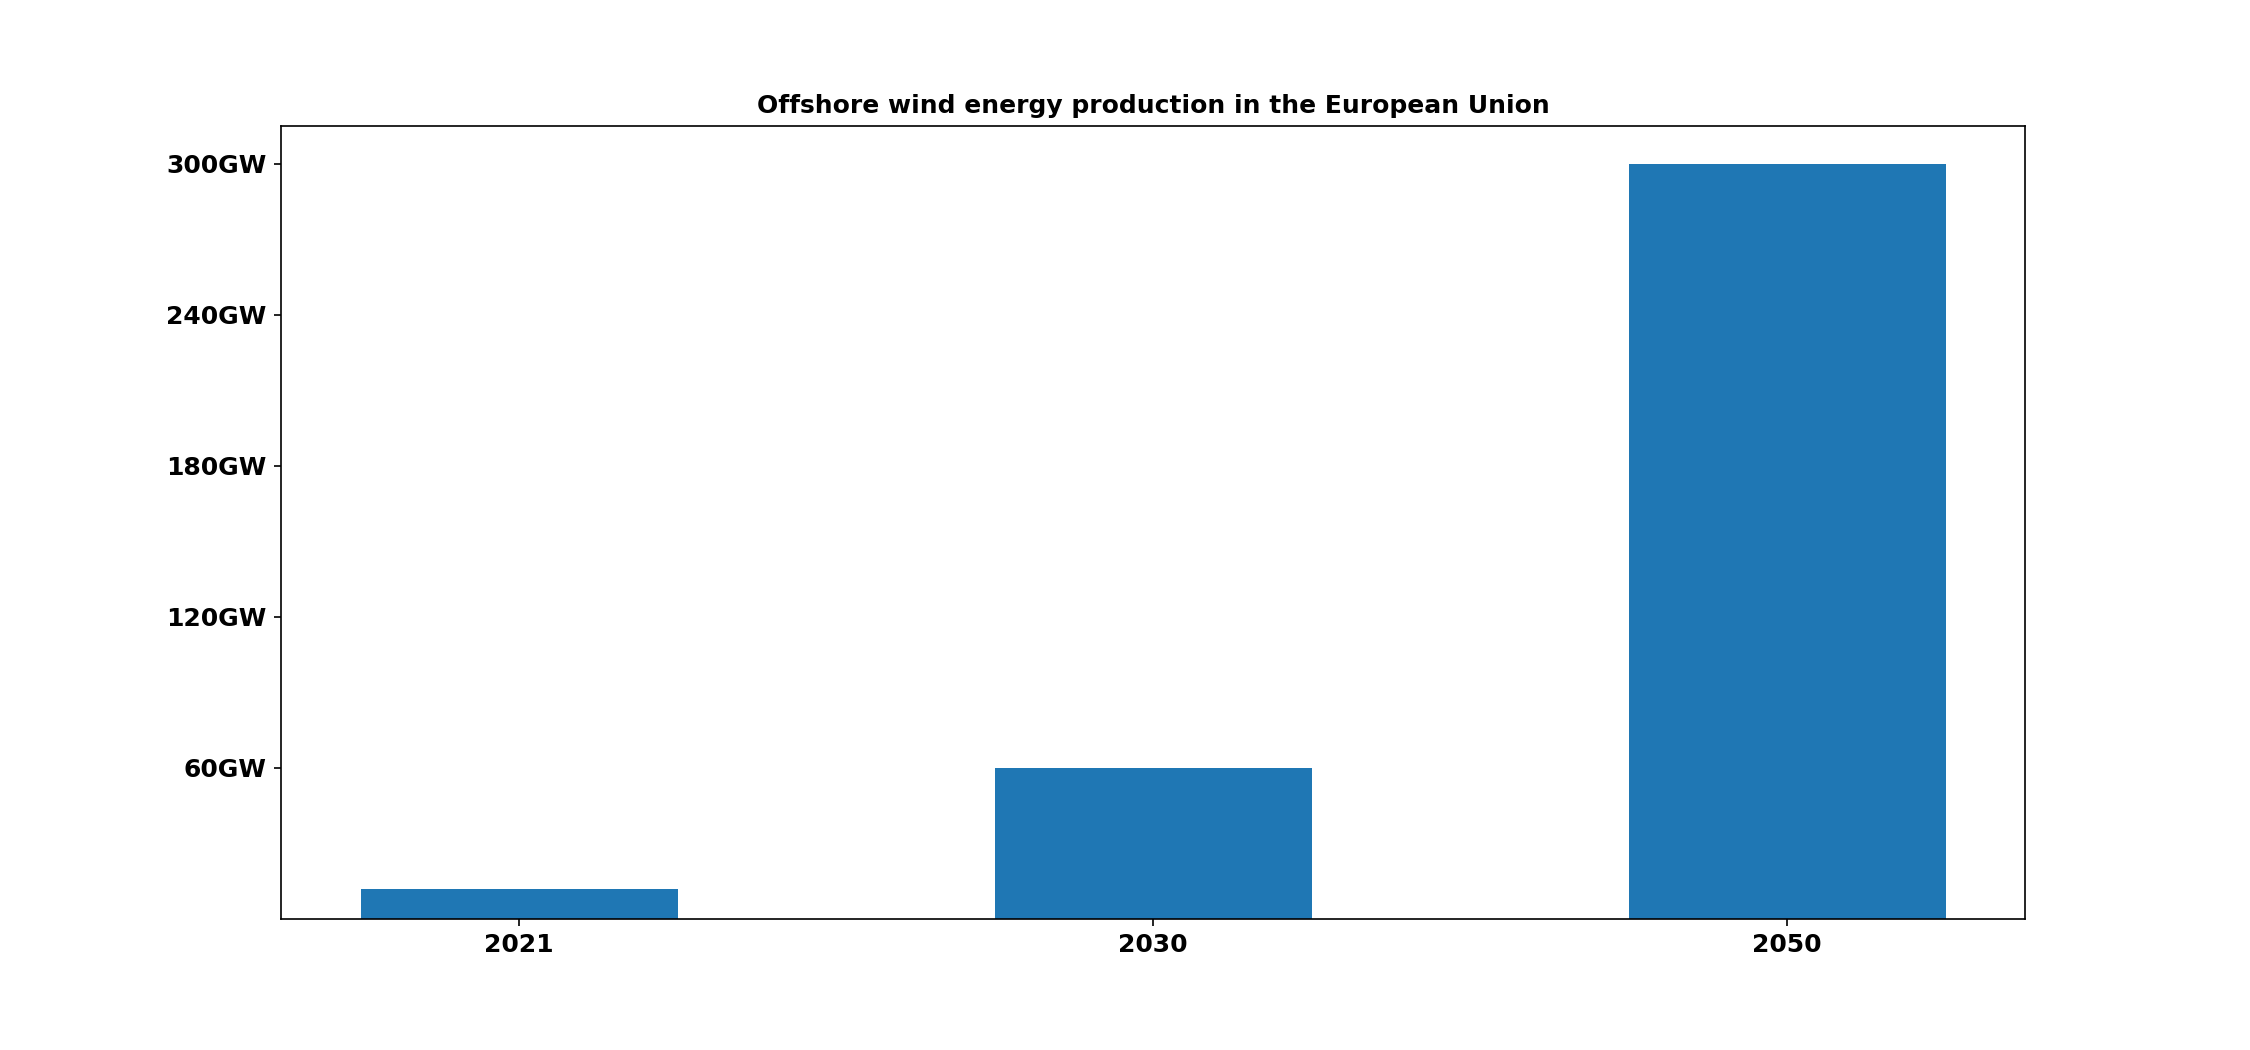 Offshore wind energy production in the European Union
300GW
240GW
180GW
120GW
60GW
2021 2030 2050